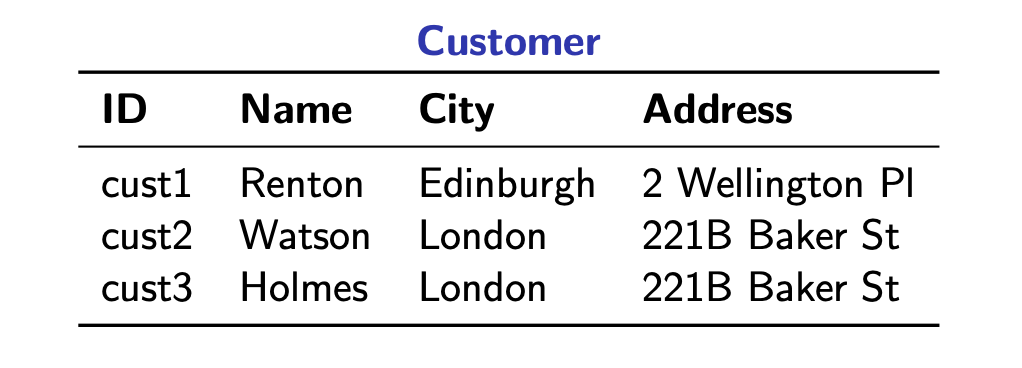 Customer
ID Name City Address
cust1 Renton Edinburgh 2 Wellington Pl
cust2 Watson London 221B Baker St
cust3 Holmes London 221B Baker St